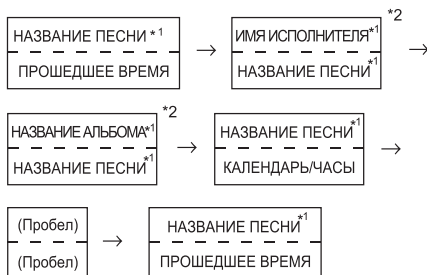 НАЗВАНИЕ ПЕСНИ *1
ПРОШЕДШЕЕ ВРЕМЯ
→
ИМЯ ИСПОЛНИТЕЛЯ*1
НАЗВАНИЕ ПЕСНИ*1
*2
→
НАЗВАНИЕ АЛЬБОМА*1
НАЗВАНИЕ ПЕСНИ*1
*2
→
НАЗВАНИЕ ПЕСНИ*1
КАЛЕНДАРЬ/ЧАСЫ
→
(Пробел)
(Пробел)
→
НАЗВАНИЕ ПЕСНИ*1
ПРОШЕДШЕЕ ВРЕМЯ